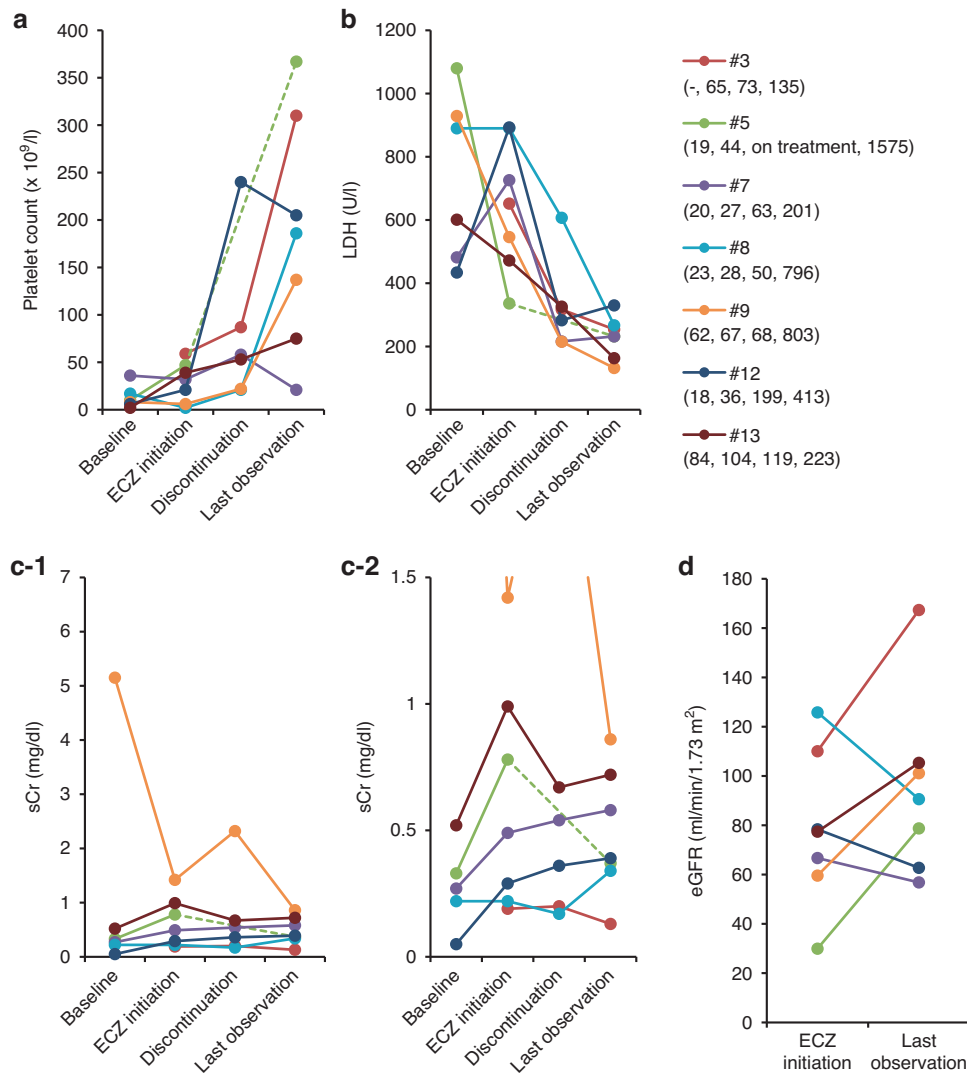 a
400
350
300
250
200
150
100
50
0
Platelet count (x 10⁹/l)
Baseline
ECZ initiation
Discontinuation
Last observation
b
1200
1000
800
600
400
200
0
LDH (U/l)
Baseline
ECZ initiation
Discontinuation
Last observation
#3
(-, 65, 73, 135)
#5
(19, 44, on treatment, 1575)
#7
(20, 27, 63, 201)
#8
(23, 28, 50, 796)
#9
(62, 67, 68, 803)
#12
(18, 36, 199, 413)
#13
(84, 104, 119, 223)
c-1
7
6
5
4
3
2
1
0
sCr (mg/dl)
Baseline
ECZ initiation
Discontinuation
Last observation
c-2
1.5
1
0.5
0
sCr (mg/dl)
Baseline
ECZ initiation
Discontinuation
Last observation
d
180
160
140
120
100
80
60
40
20
0
eGFR (ml/min/1.73 m²)
ECZ
initiation
Last
observation